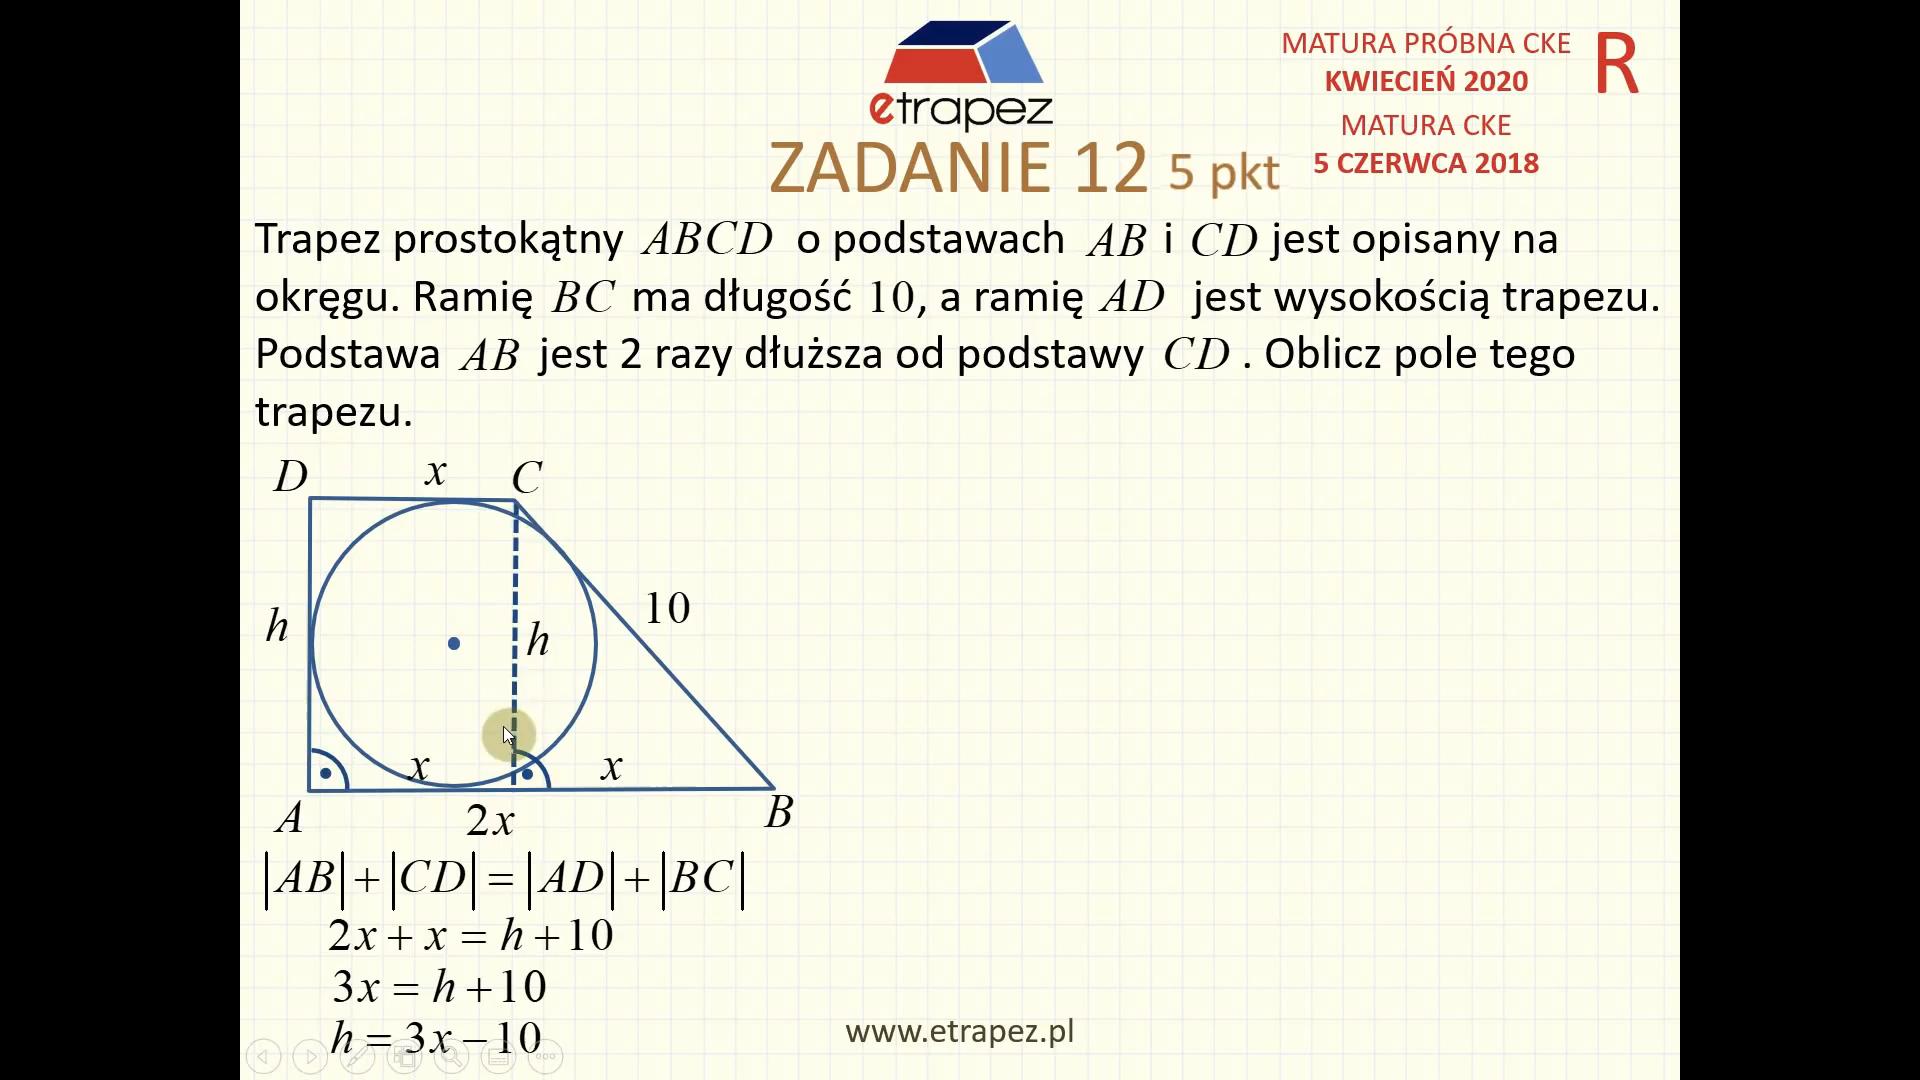 etrapez
MATURA PRÓBNA CKE
KWIECIEŃ 2020
R
MATURA CKE
5 CZERWCA 2018
ZADANIE 12 5 pkt
Trapez prostokątny ABCD o podstawach AB i CD jest opisany na
okręgu. Ramię BC ma długość 10, a ramię AD jest wysokością trapezu.
Podstawa AB jest 2 razy dłuższa od podstawy CD. Oblicz pole tego
trapezu.
D x C
10
h h
x x
A 2x B
|AB|+|CD|=|AD|+|BC|
2x+x=h+10
3x=h+10
h=3x−10
www.etrapez.pl